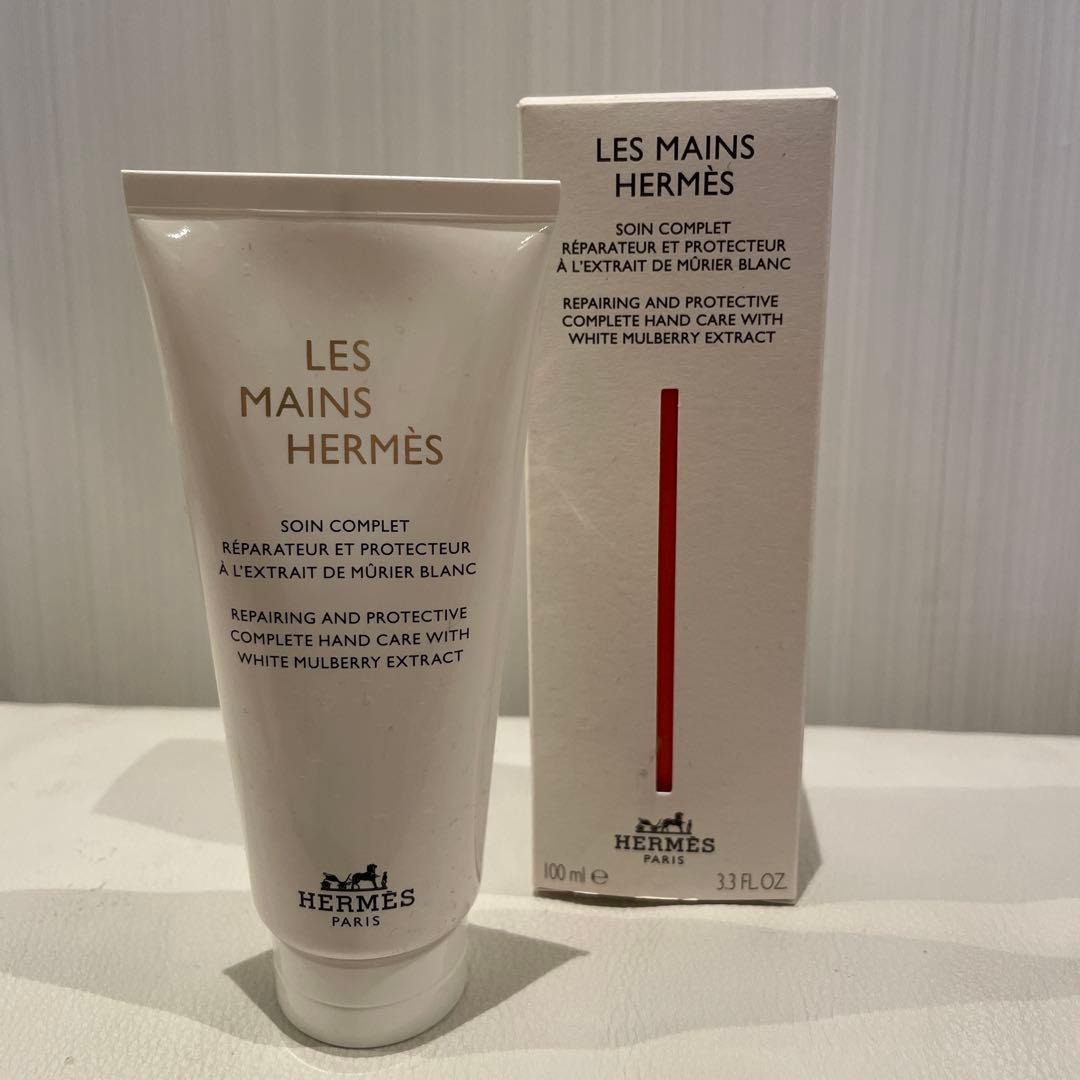 LES
MAINS
HERMÈS
SOIN COMPLET
RÉPARATEUR ET PROTECTEUR
À L'EXTRAIT DE MÛRIER BLANC
REPAIRING AND PROTECTIVE
COMPLETE HAND CARE WITH
WHITE MULBERRY EXTRACT
HERMÈS
PARIS
LES MAINS
HERMÈS
SOIN COMPLET
RÉPARATEUR ET PROTECTEUR
À L'EXTRAIT DE MÛRIER BLANC
REPAIRING AND PROTECTIVE
COMPLETE HAND CARE WITH
WHITE MULBERRY EXTRACT
HERMÈS
PARIS
100 ml ℮ 3.3 FL OZ